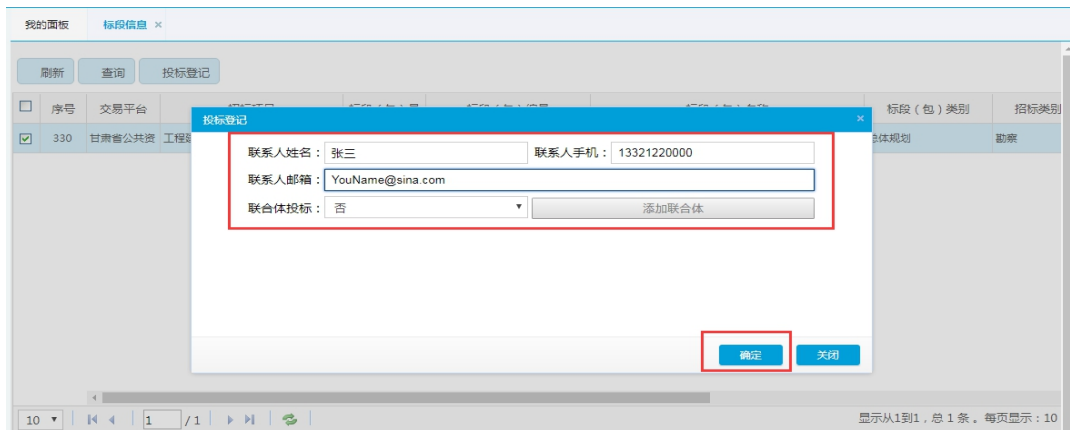 我的面板 标段信息 ×
刷新 查询 投标登记
序号 交易平台 标段（包）类别 招标类别
330 甘肃省公共资 工程建 总体规划 勘察
投标登记 ×
联系人姓名： 张三 联系人手机： 13321220000
联系人邮箱： YouName@sina.com
联合体投标： 否 添加联合体
确定 关闭
10 1 /1 显示从1到1，总 1 条 。每页显示：10